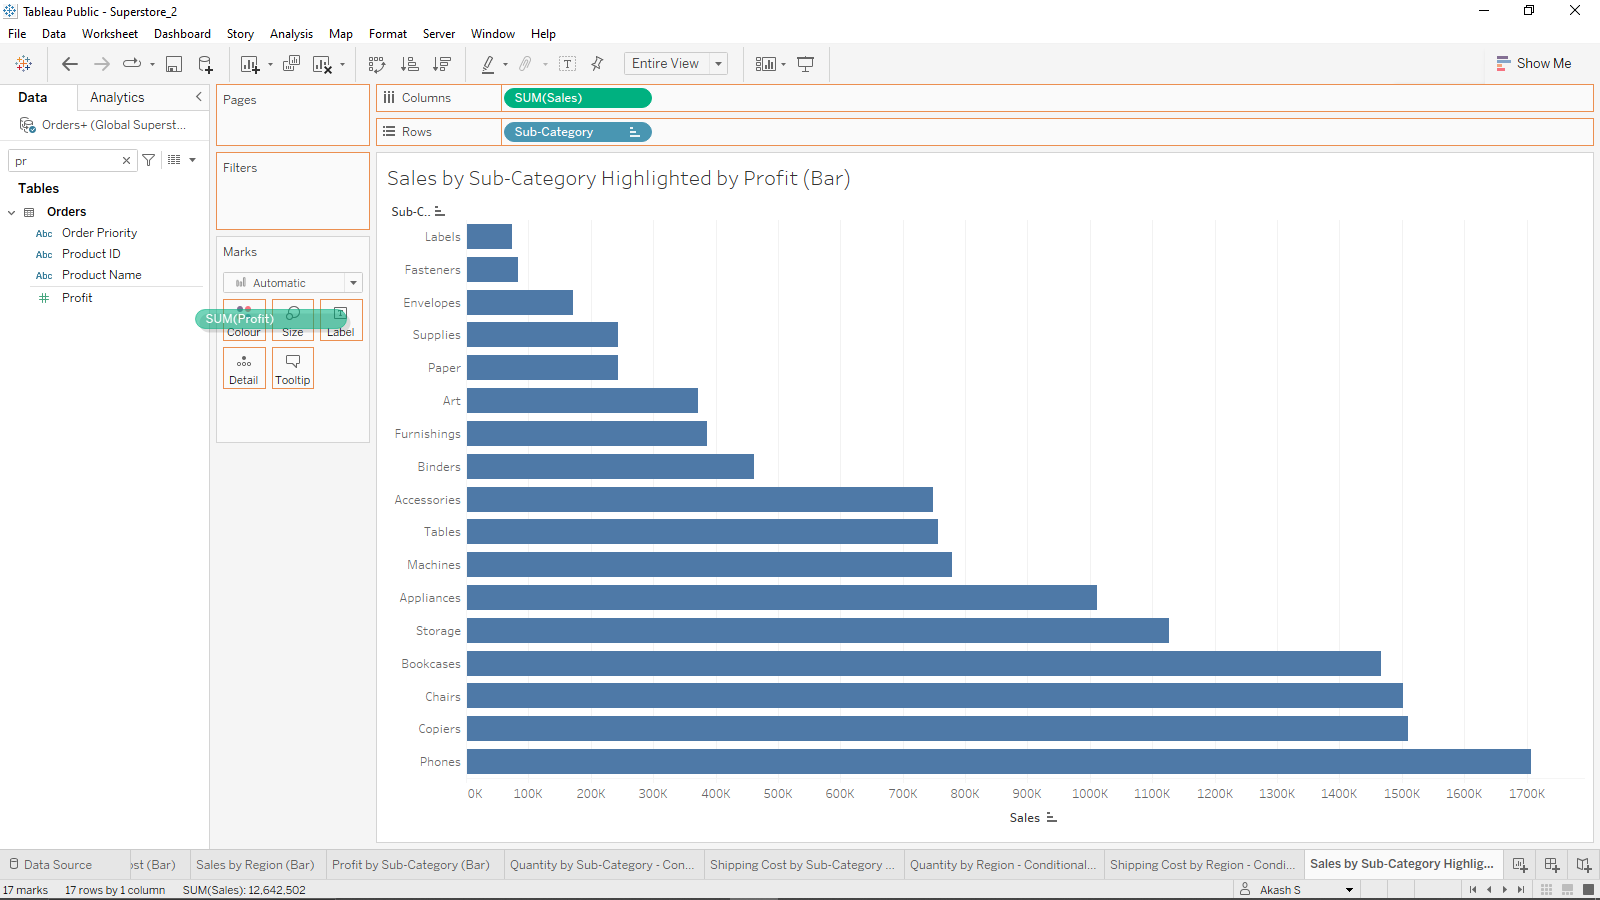 Tableau Public - Superstore_2
File Data Worksheet Dashboard Story Analysis Map Format Server Window Help
Entire View
Show Me
Data Analytics
Orders+ (Global Superst...
pr
Tables
Orders
Abc Order Priority
Abc Product ID
Abc Product Name
Profit
Pages
Filters
Marks
Automatic
SUM(Profit)
Colour Size Label
Detail Tooltip
Columns SUM(Sales)
Rows Sub-Category
Sales by Sub-Category Highlighted by Profit (Bar)
Sub-C..
Labels
Fasteners
Envelopes
Supplies
Paper
Art
Furnishings
Binders
Accessories
Tables
Machines
Appliances
Storage
Bookcases
Chairs
Copiers
Phones
0K 100K 200K 300K 400K 500K 600K 700K 800K 900K 1000K 1100K 1200K 1300K 1400K 1500K 1600K 1700K
Sales
Data Source ost (Bar) Sales by Region (Bar) Profit by Sub-Category (Bar) Quantity by Sub-Category - Con... Shipping Cost by Sub-Category ... Quantity by Region - Conditional... Shipping Cost by Region - Condi... Sales by Sub-Category Highlig...
17 marks 17 rows by 1 column SUM(Sales): 12,642,502 Akash S